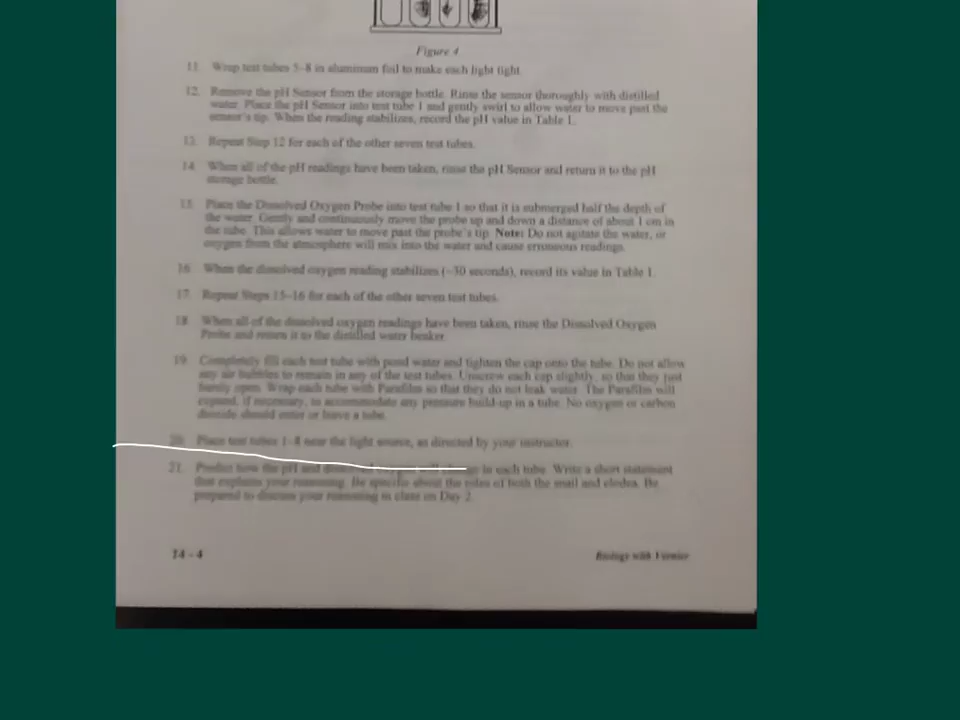 Figure 4
11. Wrap test tubes 5–8 in aluminum foil to make each light tight.
12. Remove the pH Sensor from the storage bottle. Rinse the sensor thoroughly with distilled
water. Place the pH Sensor into test tube 1 and gently swirl to allow water to move past the
sensor's tip. When the reading stabilizes, record the pH value in Table 1.
13. Repeat Step 12 for each of the other seven test tubes.
14. When all of the pH readings have been taken, rinse the pH Sensor and return it to the pH
storage bottle.
15. Place the Dissolved Oxygen Probe into test tube 1 so that it is submerged half the depth of
the water. Gently and continuously move the probe up and down a distance of about 1 cm in
the tube. This allows water to move past the probe's tip. Note: Do not agitate the water, or
oxygen from the atmosphere will mix into the water and cause erroneous readings.
16. When the dissolved oxygen reading stabilizes (~30 seconds), record its value in Table 1.
17. Repeat Steps 15–16 for each of the other seven test tubes.
18. When all of the dissolved oxygen readings have been taken, rinse the Dissolved Oxygen
Probe and return it to the distilled water beaker.
19. Completely fill each test tube with pond water and tighten the cap onto the tube. Do not allow
any air bubbles to remain in any of the test tubes. Unscrew each cap slightly, so that they just
barely open. Wrap each tube with Parafilm so that they do not leak water. The Parafilm will
expand, if necessary, to accommodate any pressure build-up in a tube. No oxygen or carbon
dioxide should enter or leave a tube.
20. Place test tubes 1–8 near the light source, as directed by your instructor.
21. Predict how the pH and dissolved oxygen will change in each tube. Write a short statement
that explains your reasoning. Be specific about the roles of both the snail and elodea. Be
prepared to discuss your reasoning in class on Day 2.
14 - 4
Biology with Vernier